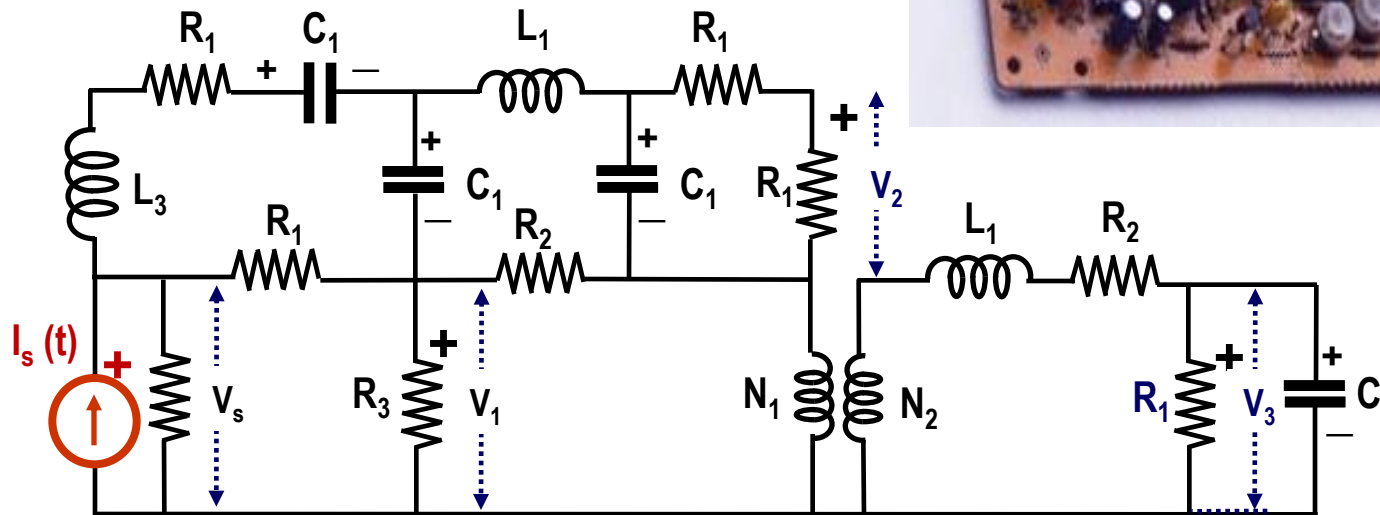 R₁ + C₁ − L₁ R₁
+
L₃ + C₁ − + C₁ − R₁ V₂
R₁ R₂ L₁ R₂
Iₛ (t) + Vₛ R₃ + V₁ N₁ N₂ R₁ + V₃ + C −